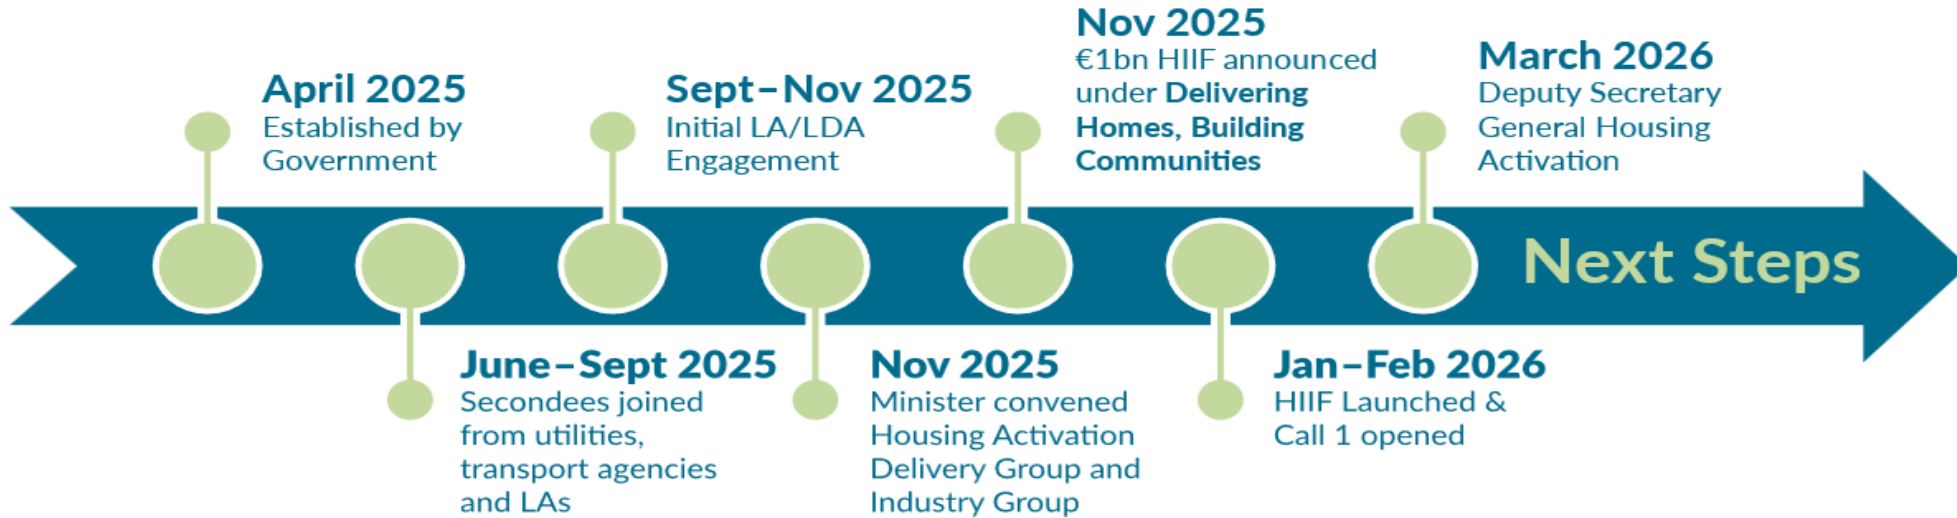 April 2025
Established by
Government
June–Sept 2025
Secondees joined
from utilities,
transport agencies
and LAs
Sept–Nov 2025
Initial LA/LDA
Engagement
Nov 2025
Minister convened
Housing Activation
Delivery Group and
Industry Group
Nov 2025
€1bn HIIF announced
under Delivering
Homes, Building
Communities
Jan–Feb 2026
HIIF Launched &
Call 1 opened
March 2026
Deputy Secretary
General Housing
Activation
Next Steps